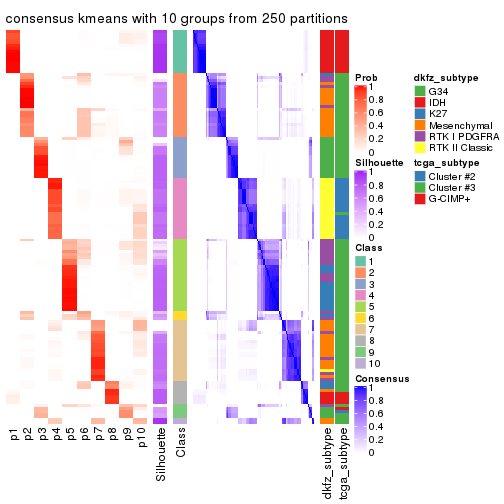 consensus kmeans with 10 groups from 250 partitions
Prob
1
0.8
0.6
0.4
0.2
0
Silhouette
1
0.8
0.6
0.4
0.2
0
Class
1
2
3
4
5
6
7
8
9
10
Consensus
1
0.8
0.6
0.4
0.2
0
dkfz_subtype
G34
IDH
K27
Mesenchymal
RTK I PDGFRA
RTK II Classic
tcga_subtype
Cluster #2
Cluster #3
G-CIMP+
p1
p2
p3
p4
p5
p6
p7
p8
p9
p10
Silhouette
Class
dkfz_subtype
tcga_subtype